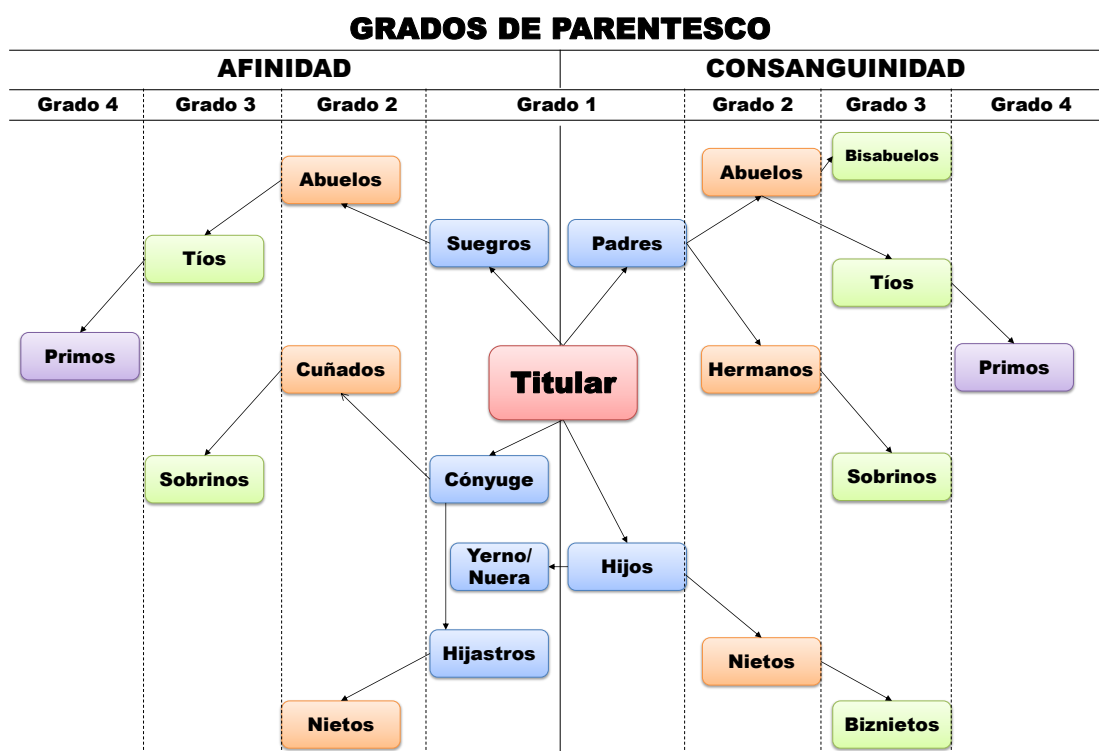 GRADOS DE PARENTESCO
AFINIDAD
CONSANGUINIDAD
Grado 4
Grado 3
Grado 2
Grado 1
Grado 2
Grado 3
Grado 4
Bisabuelos
Abuelos
Abuelos
Suegros
Padres
Tíos
Tíos
Primos
Cuñados
Titular
Hermanos
Primos
Sobrinos
Cónyuge
Sobrinos
Yerno/
Nuera
Hijos
Hijastros
Nietos
Nietos
Biznietos